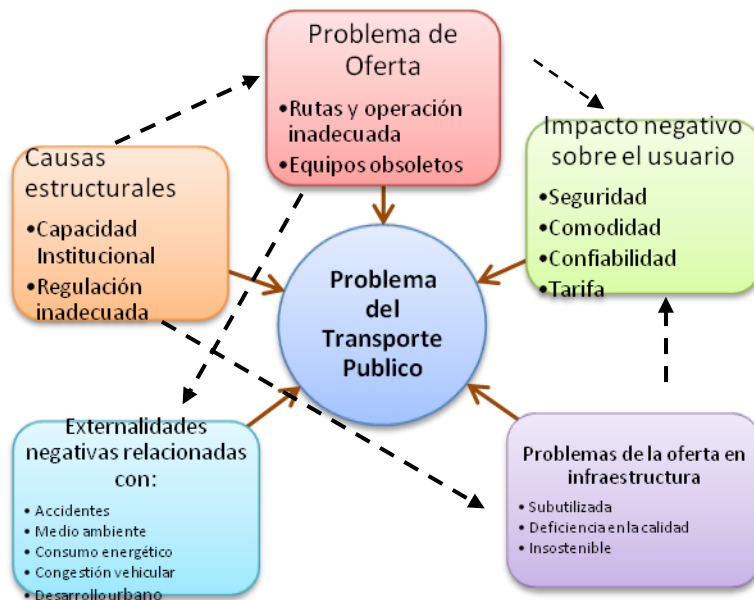 Problema de
Oferta
•Rutas y operación
inadecuada
•Equipos obsoletos
Causas
estructurales
•Capacidad
Institucional
•Regulación
inadecuada
Impacto negativo
sobre el usuario
•Seguridad
•Comodidad
•Confiabilidad
•Tarifa
Problema
del
Transporte
Publico
Externalidades
negativas relacionadas
con:
• Accidentes
• Medio ambiente
• Consumo energético
• Congestión vehicular
• Desarrollo urbano
Problemas de la oferta en
infraestructura
• Subutilizada
• Deficiencia en la calidad
• Insostenible